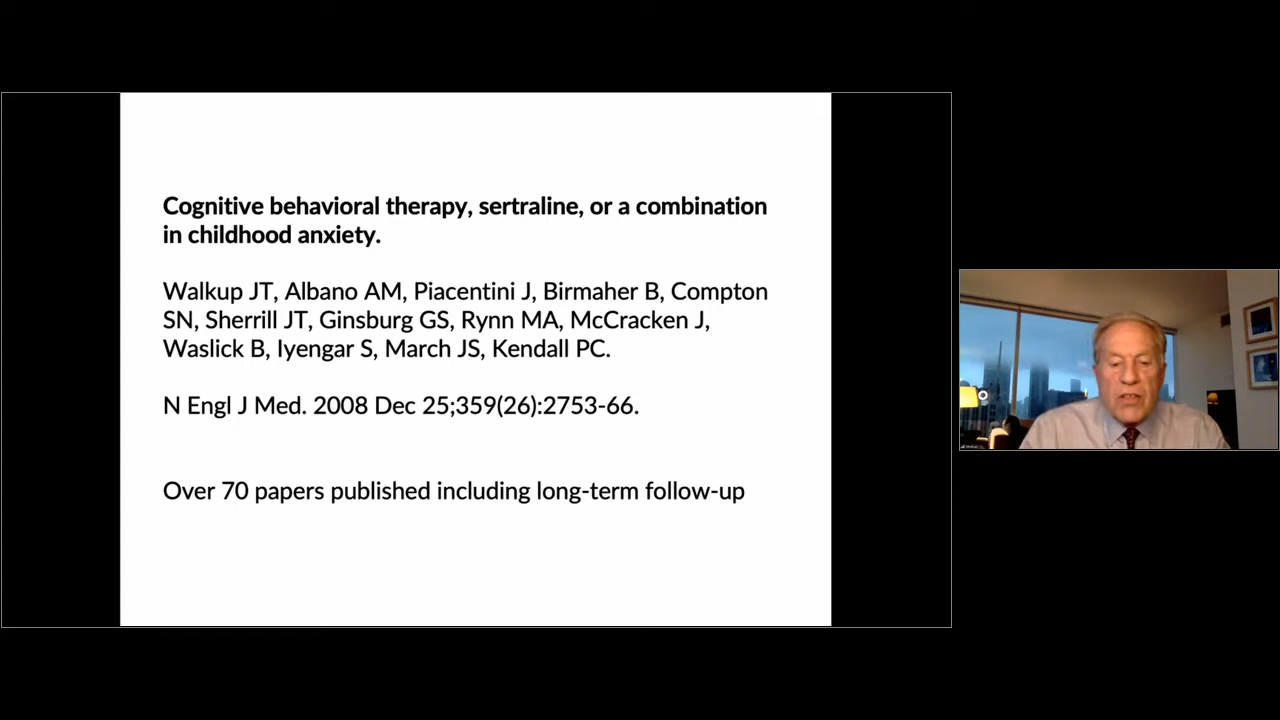 Cognitive behavioral therapy, sertraline, or a combination
in childhood anxiety.
Walkup JT, Albano AM, Piacentini J, Birmaher B, Compton
SN, Sherrill JT, Ginsburg GS, Rynn MA, McCracken J,
Waslick B, Iyengar S, March JS, Kendall PC.
N Engl J Med. 2008 Dec 25;359(26):2753-66.
Over 70 papers published including long-term follow-up